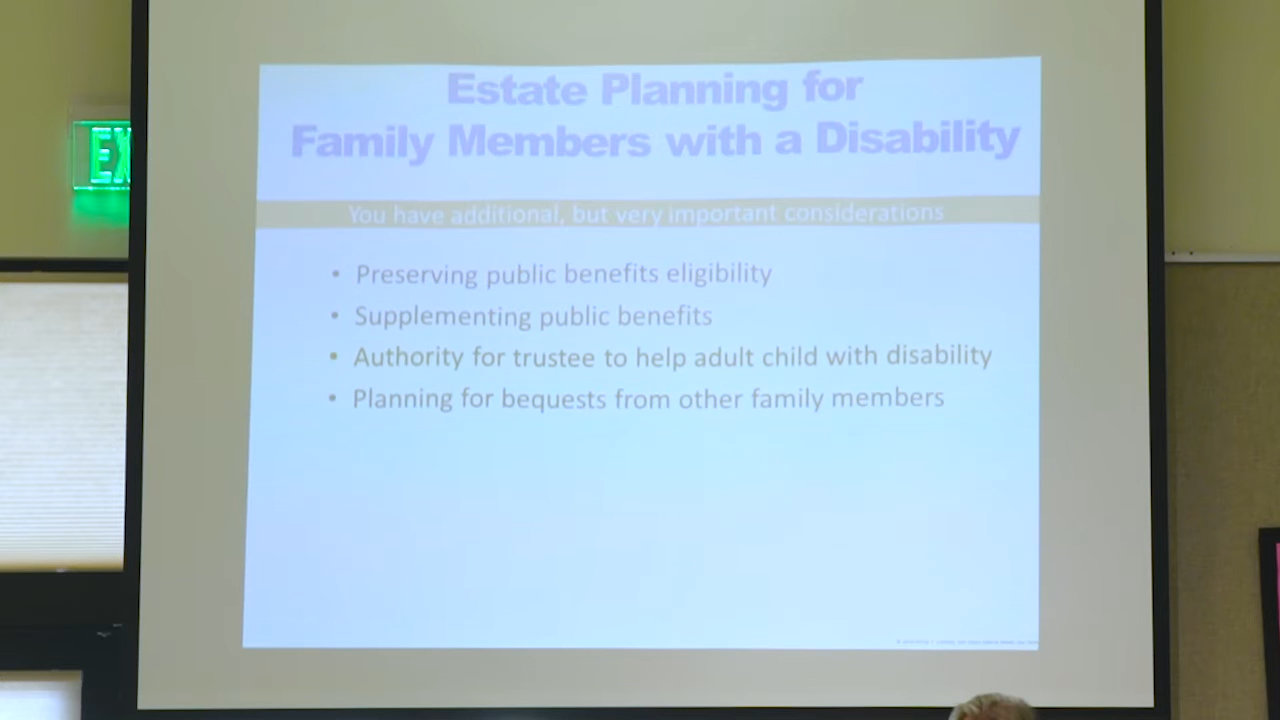 Estate Planning for
Family Members with a Disability
You have additional, but very important considerations
• Preserving public benefits eligibility
• Supplementing public benefits
• Authority for trustee to help adult child with disability
• Planning for bequests from other family members